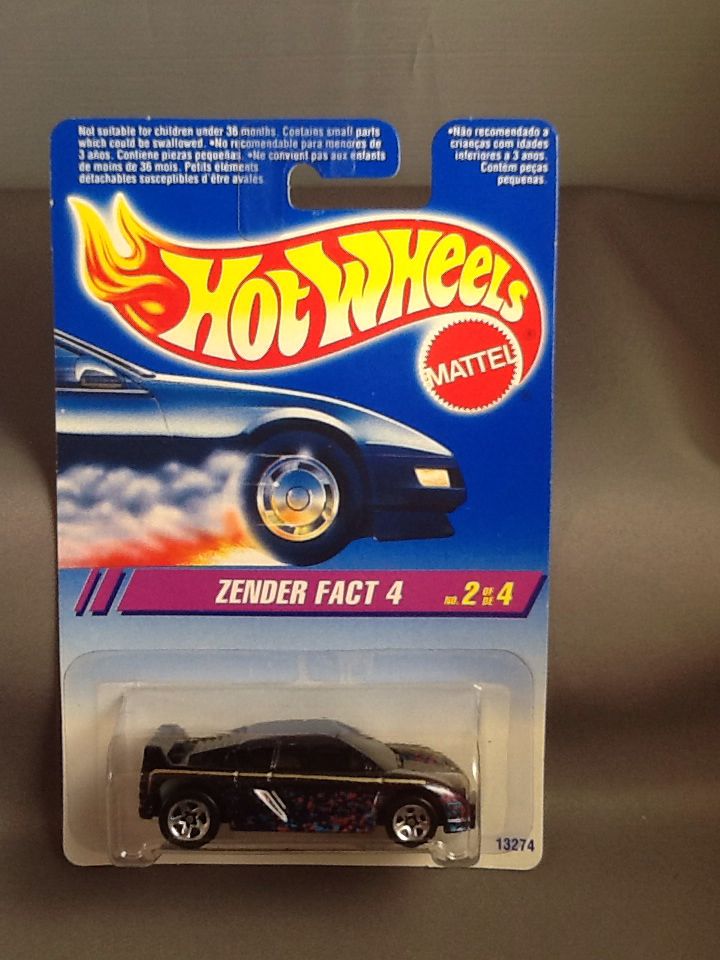 Not suitable for children under 36 months. Contains small parts
which could be swallowed. •No recomendable para menores de
3 años. Contiene piezas pequeñas. •Ne convient pas aux enfants
de moins de 36 mois. Petits éléments
détachables susceptibles d'être avalés.
•Não recomendado a
crianças com idades
inferiores a 3 anos.
Contém peças
pequenas.
HOT WHEELS
MATTEL
ZENDER FACT 4
NO. 2 OF DE 4
13274